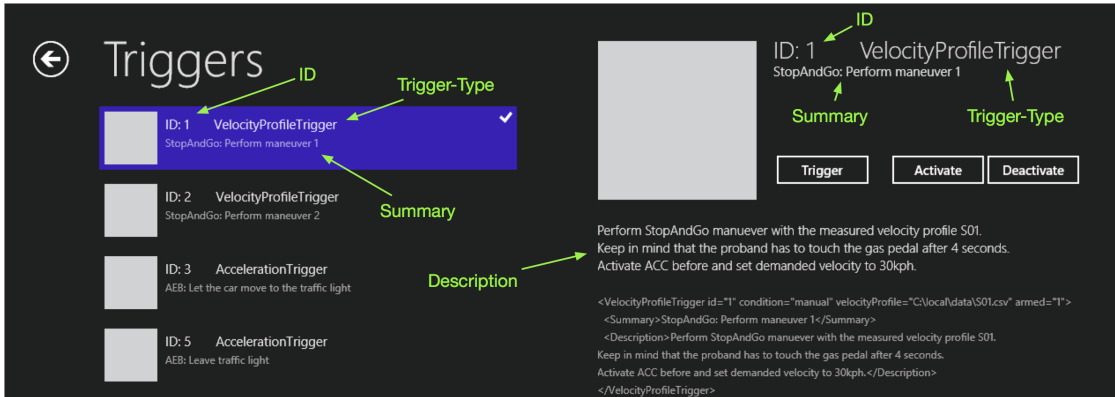 Triggers
ID
Trigger-Type
ID: 1 VelocityProfileTrigger
StopAndGo: Perform maneuver 1
Summary
ID: 2 VelocityProfileTrigger
StopAndGo: Perform maneuver 2
ID: 3 AccelerationTrigger
AEB: Let the car move to the traffic light
ID: 5 AccelerationTrigger
AEB: Leave traffic light
ID
ID: 1 VelocityProfileTrigger
StopAndGo: Perform maneuver 1
Summary Trigger-Type
Trigger Activate Deactivate
Description
Perform StopAndGo manuever with the measured velocity profile S01.
Keep in mind that the proband has to touch the gas pedal after 4 seconds.
Activate ACC before and set demanded velocity to 30kph.
<VelocityProfileTrigger id="1" condition="manual" velocityProfile="C:\local\data\S01.csv" armed="1">
<Summary>StopAndGo: Perform maneuver 1</Summary>
<Description>Perform StopAndGo manuever with the measured velocity profile S01.
Keep in mind that the proband has to touch the gas pedal after 4 seconds.
Activate ACC before and set demanded velocity to 30kph.</Description>
</VelocityProfileTrigger>